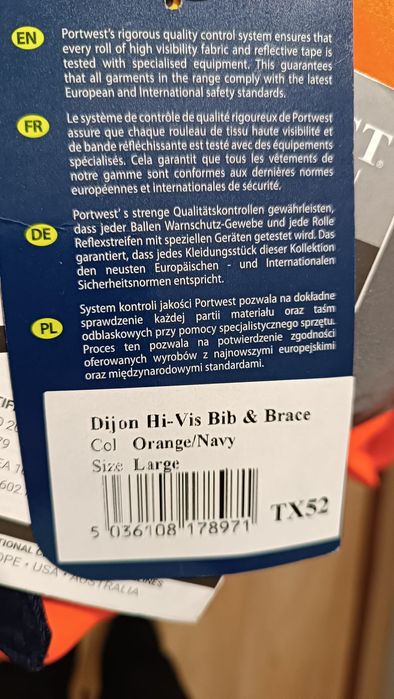 EN
Portwest's rigorous quality control system ensures that
every roll of high visibility fabric and reflective tape is
tested with specialised equipment. This guarantees
that all garments in the range comply with the latest
European and International safety standards.
FR
Le système de contrôle de qualité rigoureux de Portwest
assure que chaque rouleau de tissu haute visibilité et
de bande réfléchissante est testé avec des équipements
spécialisés. Cela garantit que tous les vêtements de
notre gamme sont conformes aux dernières normes
européennes et internationales de sécurité.
DE
Portwest' s strenge Qualitätskontrollen gewährleisten,
dass jeder Ballen Warnschutz-Gewebe und jede Rolle
Reflexstreifen mit speziellen Geräten getestet wird. Das
garantiert, dass jedes Kleidungsstück dieser Kollektion
den neusten Europäischen - und Internationalen
Sicherheitsnormen entspricht.
PL
System kontroli jakości Portwest pozwala na dokładne
sprawdzenie każdej partii materiału oraz taśm
odblaskowych przy pomocy specjalistycznego sprzętu.
Proces ten pozwala na potwierdzenie zgodności
oferowanych wyrobów z najnowszymi europejskimi
oraz międzynarodowymi standardami.
Dijon Hi-Vis Bib & Brace
Col Orange/Navy
Size Large
5 036108 178971
TX52
USA • AUSTRALIA